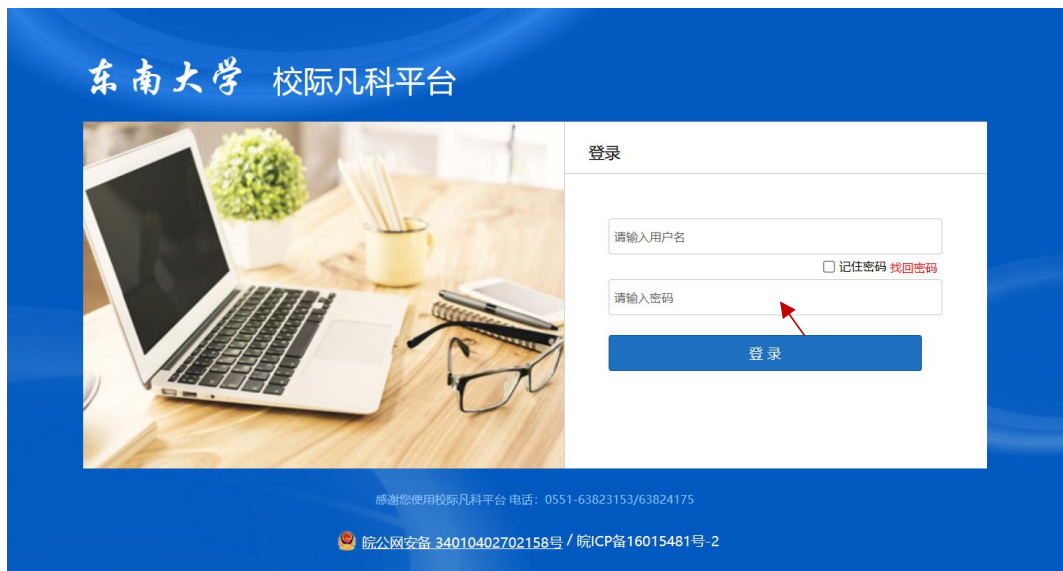 东南大学 校际凡科平台
登录
请输入用户名
记住密码 找回密码
请输入密码
登 录
感谢您使用校际凡科平台 电话：0551-63823153/63824175
皖公网安备 34010402702158号 / 皖ICP备16015481号-2